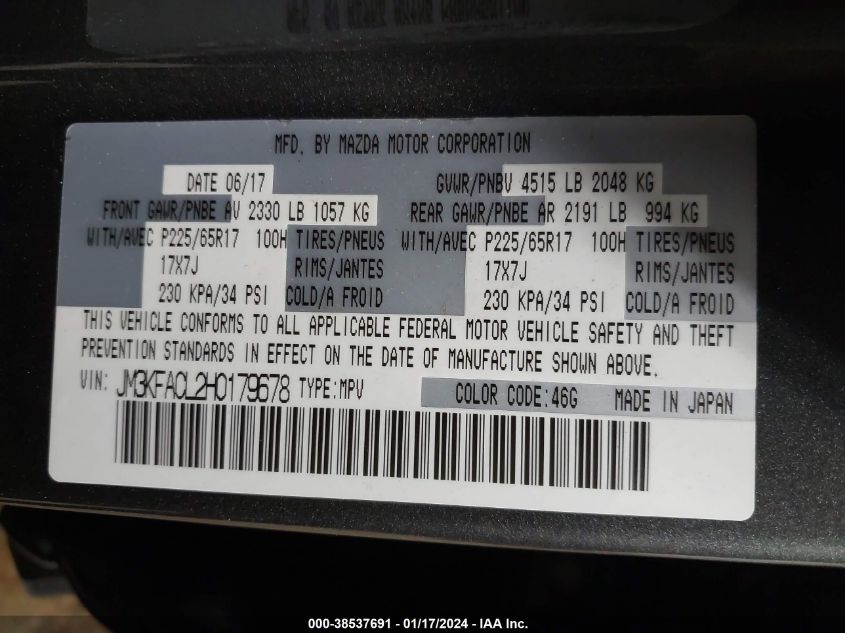 MFD. BY MAZDA MOTOR CORPORATION
DATE 06/17 GVWR/PNBV 4515 LB 2048 KG
FRONT GAWR/PNBE AV 2330 LB 1057 KG REAR GAWR/PNBE AR 2191 LB 994 KG
WITH/AVEC P225/65R17 100H TIRES/PNEUS WITH/AVEC P225/65R17 100H TIRES/PNEUS
17X7J RIMS/JANTES 17X7J RIMS/JANTES
230 KPA/34 PSI COLD/A FROID 230 KPA/34 PSI COLD/A FROID
THIS VEHICLE CONFORMS TO ALL APPLICABLE FEDERAL MOTOR VEHICLE SAFETY AND THEFT
PREVENTION STANDARDS IN EFFECT ON THE DATE OF MANUFACTURE SHOWN ABOVE.
VIN: JM3KFACL2H0179678 TYPE:MPV COLOR CODE:46G MADE IN JAPAN
000-38537691 - 01/17/2024 - IAA Inc.